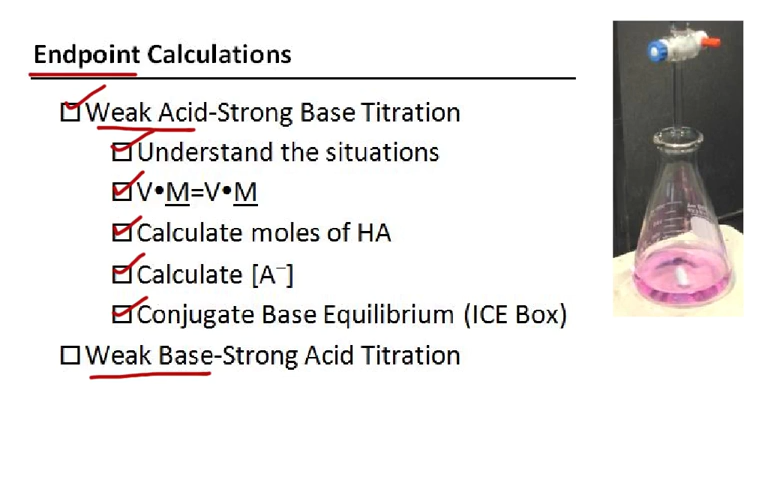 Endpoint Calculations
Weak Acid-Strong Base Titration
Understand the situations
V•M=V•M
Calculate moles of HA
Calculate [A⁻]
Conjugate Base Equilibrium (ICE Box)
Weak Base-Strong Acid Titration